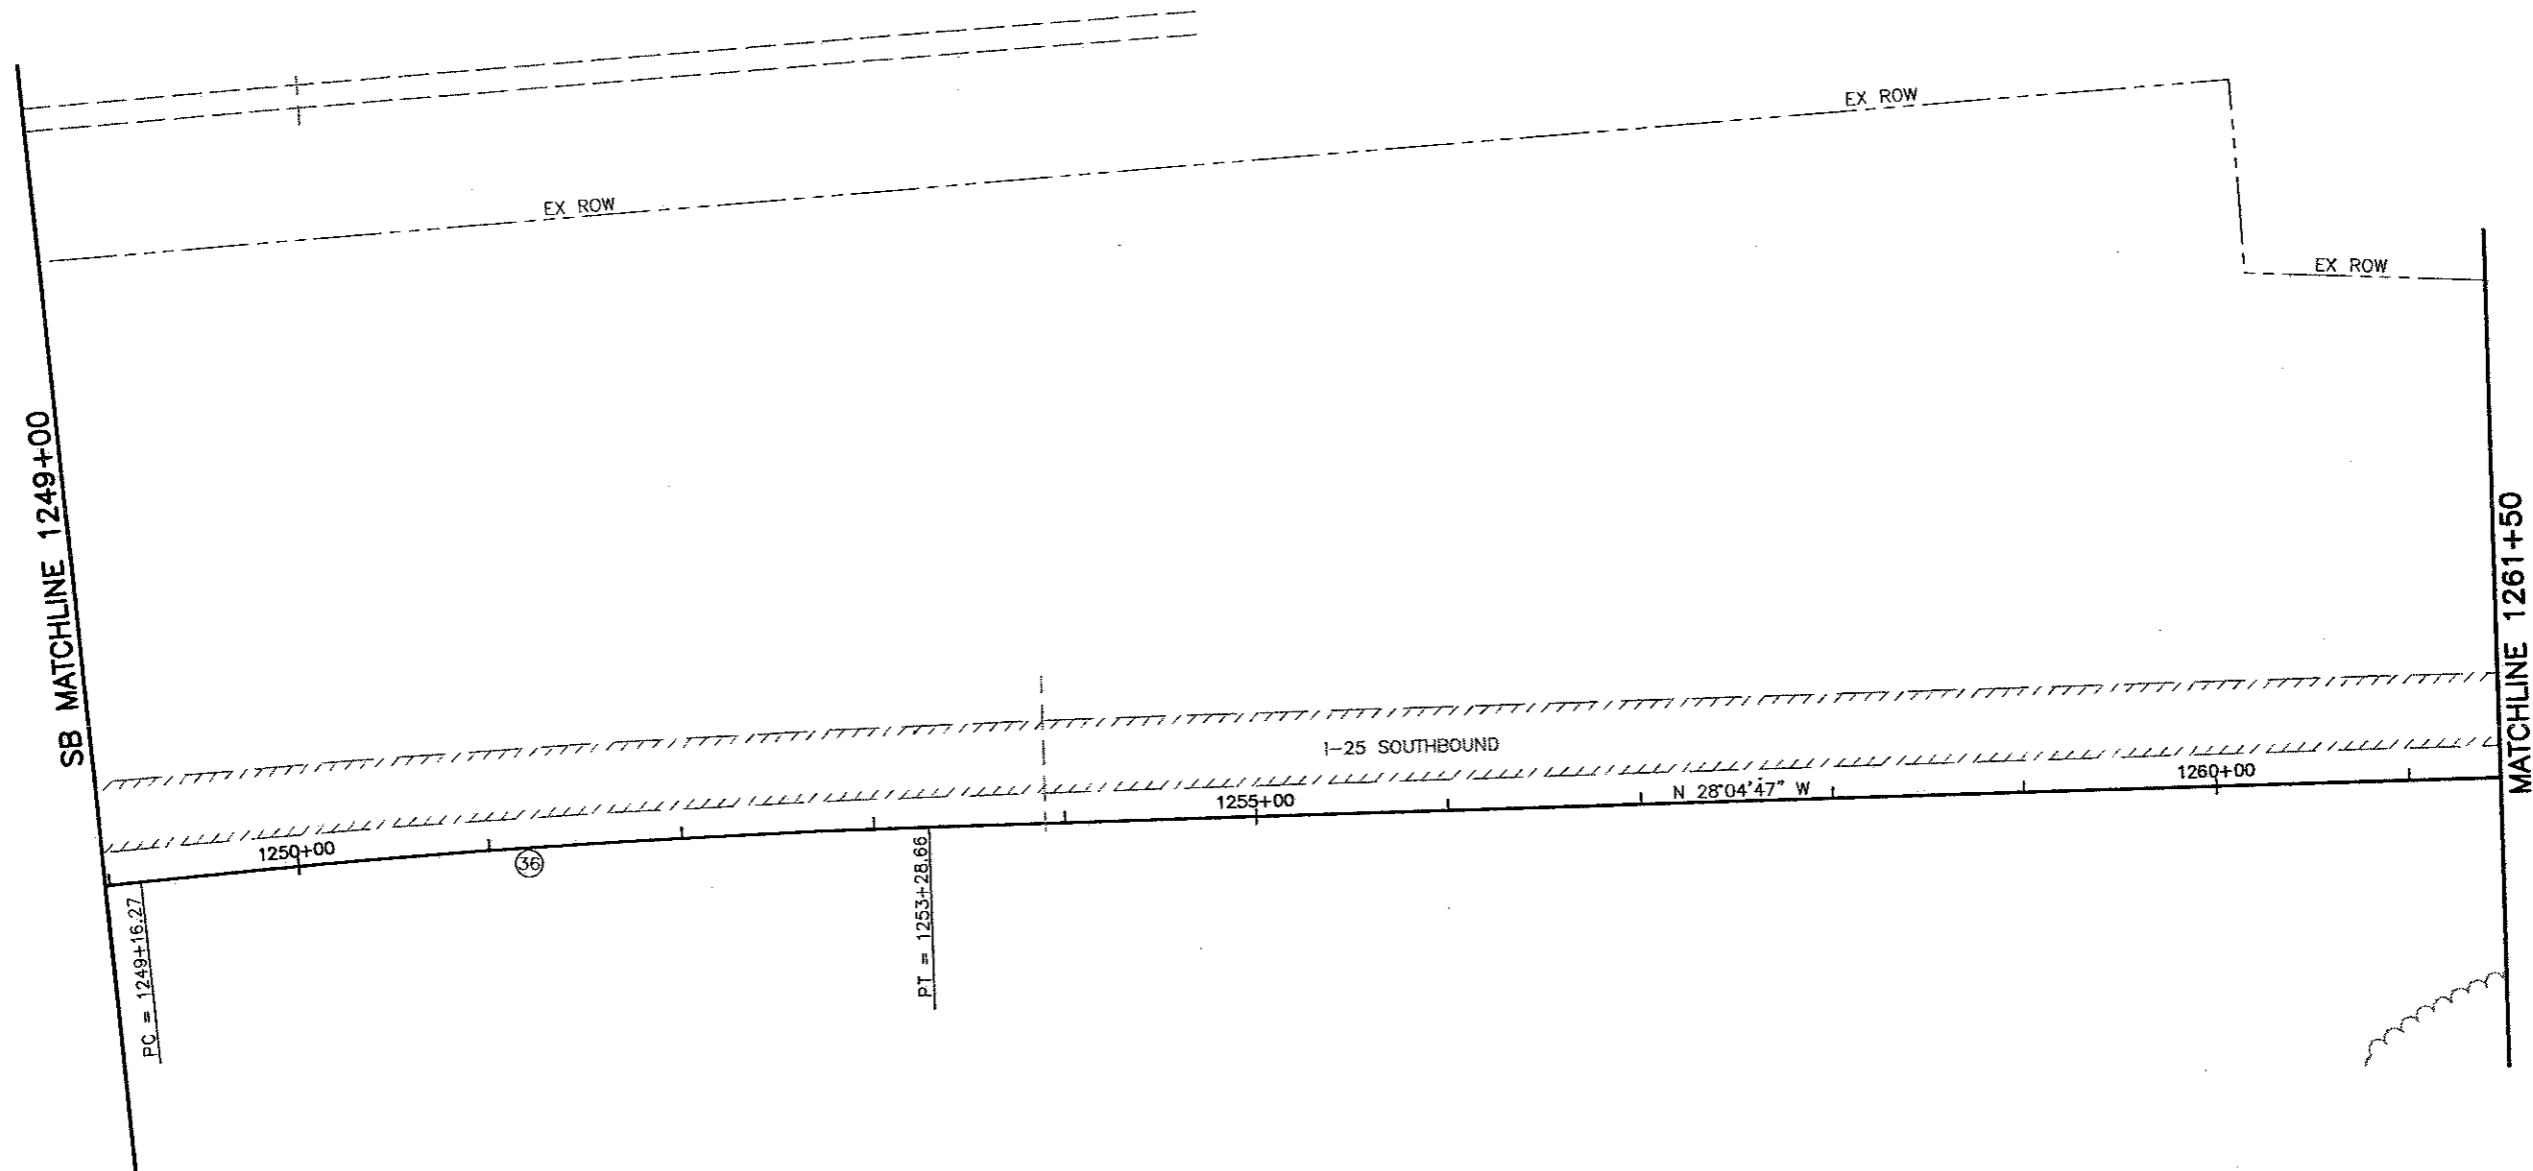 EX ROW
EX ROW
EX ROW
SB MATCHLINE 1249+00
MATCHLINE 1261+50
I-25 SOUTHBOUND
1250+00
36
1255+00
N 28°04'47" W
1260+00
PC = 1249+16.27
PT = 1253+28.66